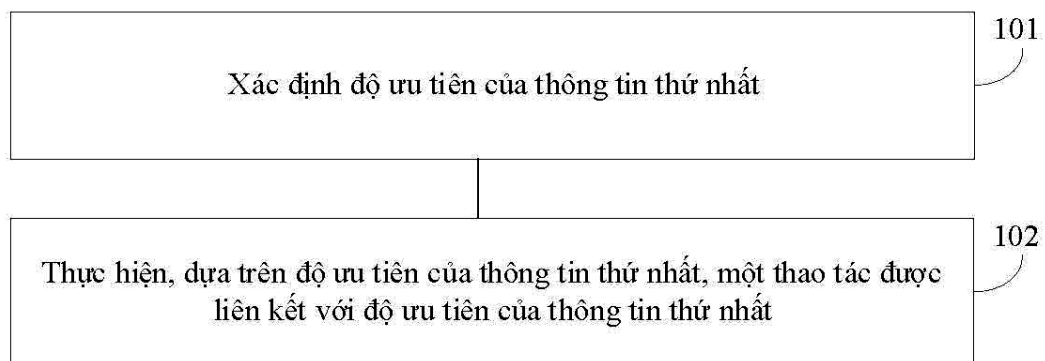 101
Xác định độ ưu tiên của thông tin thứ nhất
102
Thực hiện, dựa trên độ ưu tiên của thông tin thứ nhất, một thao tác được
liên kết với độ ưu tiên của thông tin thứ nhất